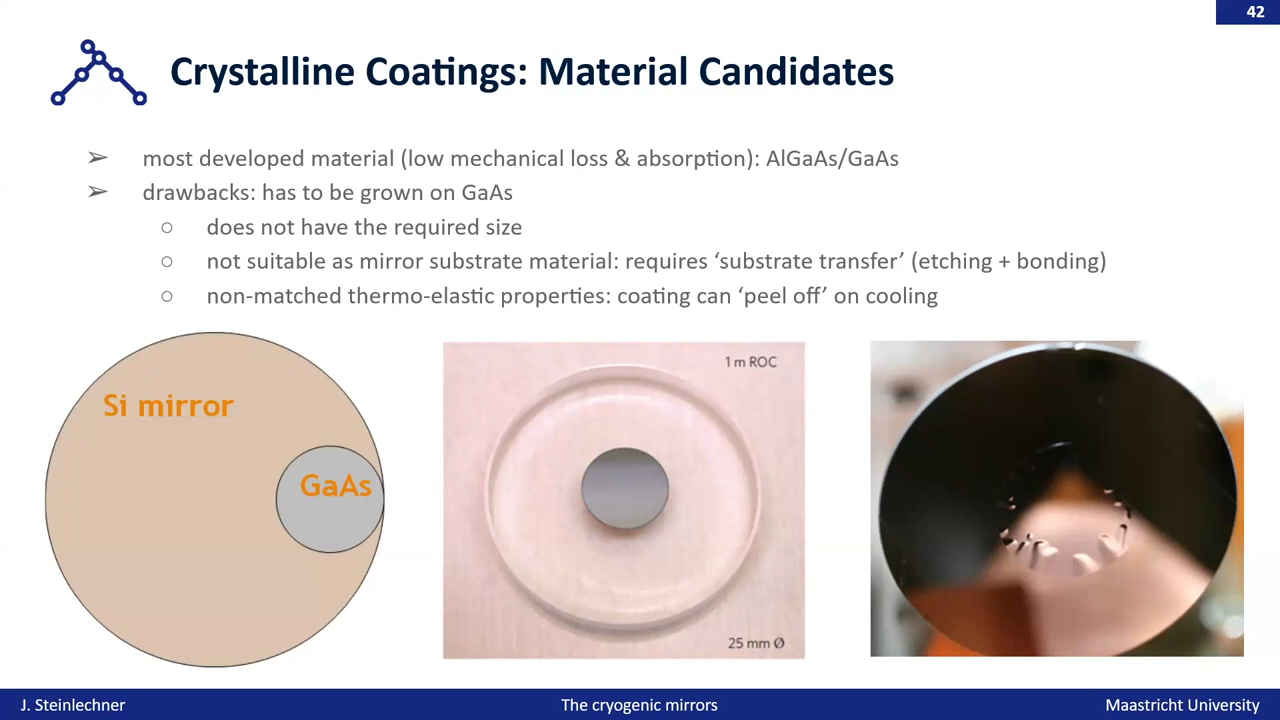 42
Crystalline Coatings: Material Candidates
➢ most developed material (low mechanical loss & absorption): AlGaAs/GaAs
➢ drawbacks: has to be grown on GaAs
○ does not have the required size
○ not suitable as mirror substrate material: requires ‘substrate transfer’ (etching + bonding)
○ non-matched thermo-elastic properties: coating can ‘peel off’ on cooling
Si mirror
GaAs
1 m ROC
25 mm Ø
J. Steinlechner
The cryogenic mirrors
Maastricht University